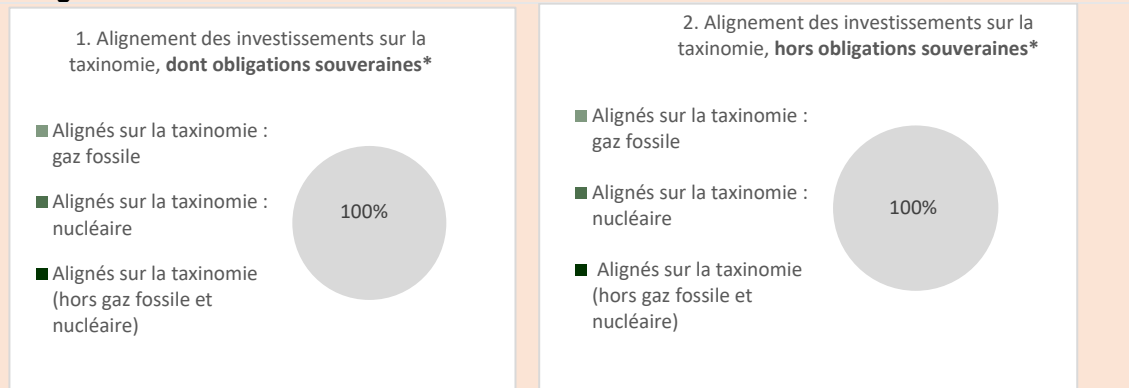 1. Alignement des investissements sur la
taxinomie, dont obligations souveraines*
Alignés sur la taxinomie :
gaz fossile
Alignés sur la taxinomie :
nucléaire
Alignés sur la taxinomie
(hors gaz fossile et
nucléaire)
100%
2. Alignement des investissements sur la
taxinomie, hors obligations souveraines*
Alignés sur la taxinomie :
gaz fossile
Alignés sur la taxinomie :
nucléaire
Alignés sur la taxinomie
(hors gaz fossile et
nucléaire)
100%